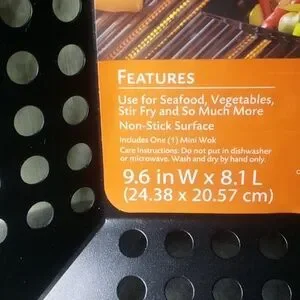 FEATURES
Use for Seafood, Vegetables,
Stir Fry and So Much More
Non-Stick Surface
Includes One (1) Mini Wok
Care Instructions: Do not put in dishwasher
or microwave. Wash and dry by hand only.
9.6 in W x 8.1 L
(24.38 x 20.57 cm)